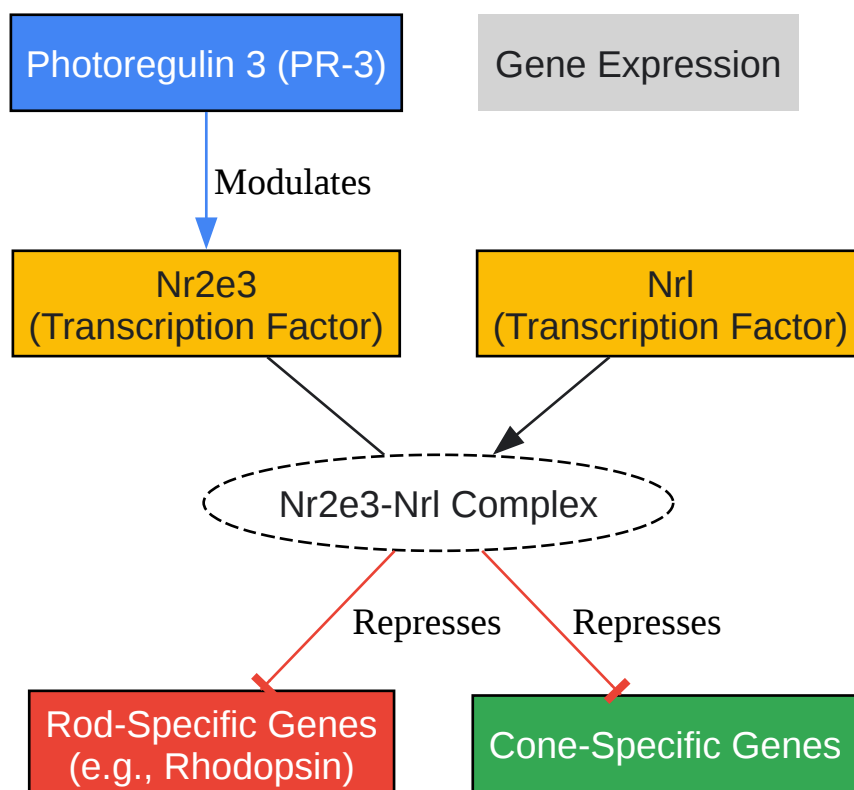 Photoregulin 3 (PR-3)
Gene Expression
Modulates
Nr2e3
(Transcription Factor)
Nrl
(Transcription Factor)
Nr2e3-Nrl Complex
Represses
Represses
Rod-Specific Genes
(e.g., Rhodopsin)
Cone-Specific Genes